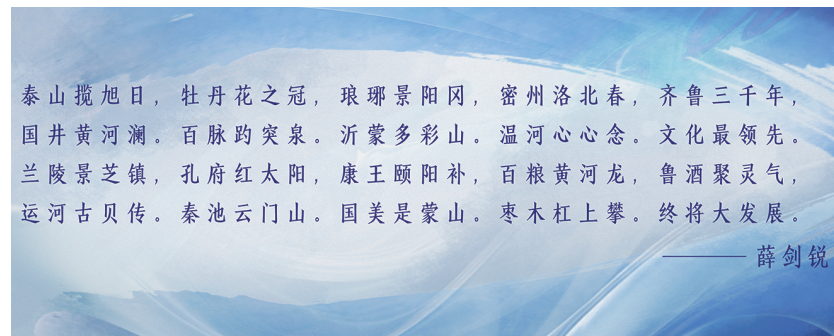 泰山揽旭日，牡丹花之冠，琅琊景阳冈，密州洛北春，齐鲁三千年，
国井黄河澜。百脉趵突泉。沂蒙多彩山。温河心心念。文化最领先。
兰陵景芝镇，孔府红太阳，康王颐阳补，百粮黄河龙，鲁酒聚灵气，
运河古贝传。秦池云门山。国美是蒙山。枣木杠上攀。终将大发展。
——薛剑锐